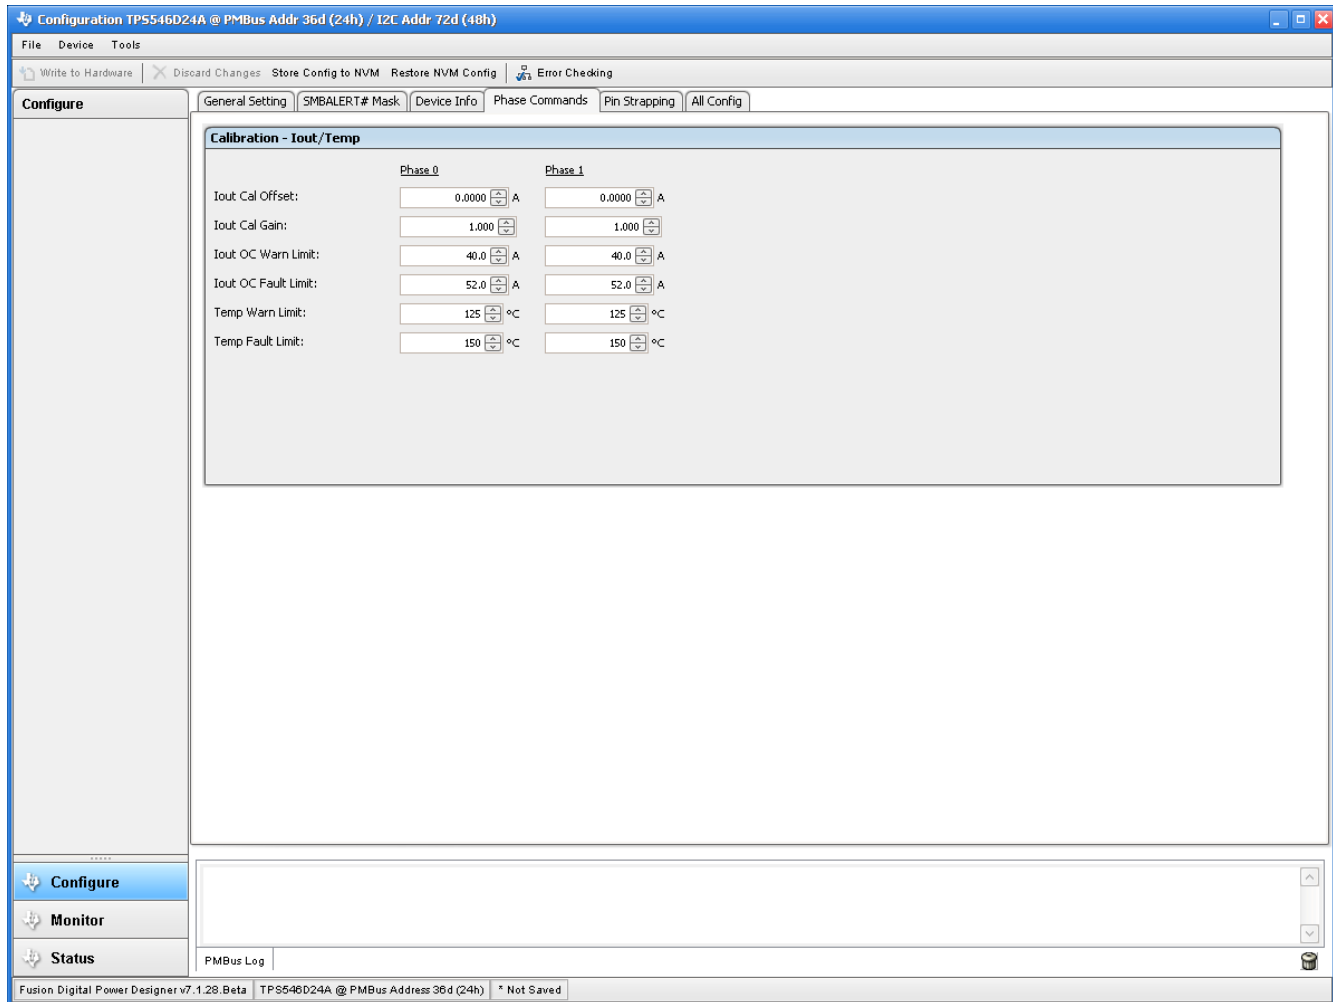 Configuration TPS546D24A @ PMBus Addr 36d (24h) / I2C Addr 72d (48h)
File Device Tools
Write to Hardware Discard Changes Store Config to NVM Restore NVM Config Error Checking
Configure
General Setting SMBALERT# Mask Device Info Phase Commands Pin Strapping All Config
Calibration - Iout/Temp
Phase 0 Phase 1
Iout Cal Offset: 0.0000 A 0.0000 A
Iout Cal Gain: 1.000 1.000
Iout OC Warn Limit: 40.0 A 40.0 A
Iout OC Fault Limit: 52.0 A 52.0 A
Temp Warn Limit: 125 ºC 125 ºC
Temp Fault Limit: 150 ºC 150 ºC
Configure
Monitor
Status
PMBus Log
Fusion Digital Power Designer v7.1.28.Beta TPS546D24A @ PMBus Address 36d (24h) * Not Saved